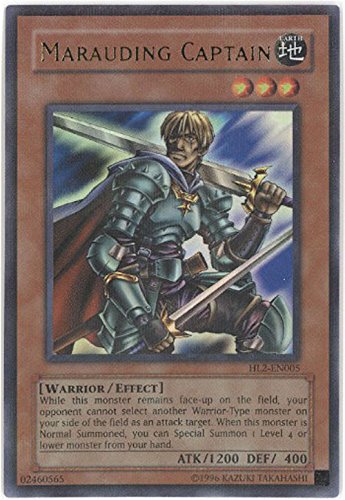 MARAUDING CAPTAIN
EARTH
地
HL2-EN005
[WARRIOR/EFFECT]
While this monster remains face-up on the field, your
opponent cannot select another Warrior-Type monster on
your side of the field as an attack target. When this monster is
Normal Summoned, you can Special Summon 1 Level 4 or
lower monster from your hand.
ATK/1200 DEF/ 400
02460565
©1996 KAZUKI TAKAHASHI